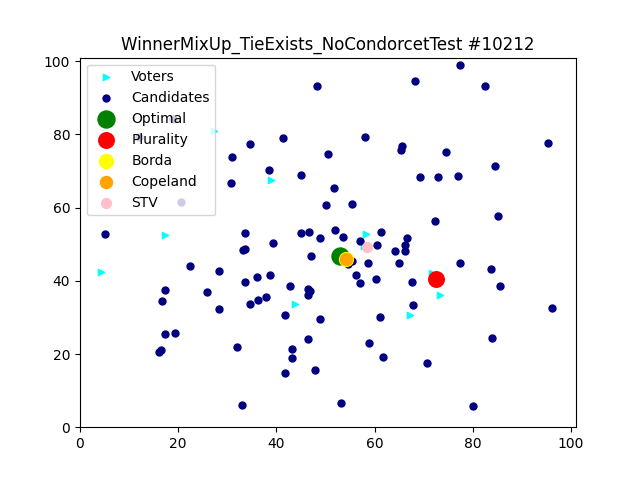 WinnerMixUp_TieExists_NoCondorcetTest #10212
100
80
60
40
20
0
Voters
Candidates
Optimal
Plurality
Borda
Copeland
STV
0 20 40 60 80 100